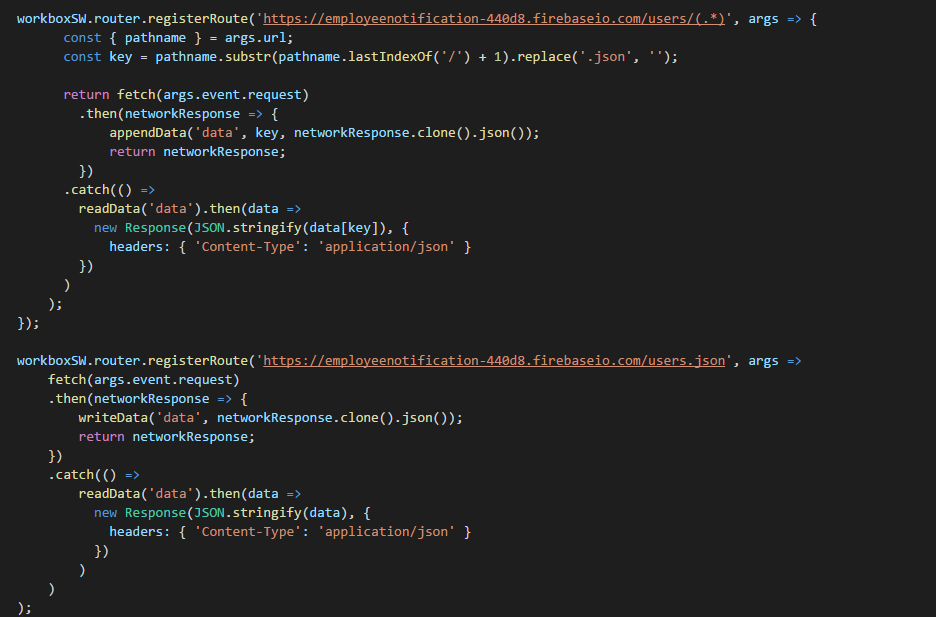 workboxSW.router.registerRoute('https://employeenotification-440d8.firebaseio.com/users/(.*)', args => {
const { pathname } = args.url;
const key = pathname.substr(pathname.lastIndexOf('/') + 1).replace('.json', '');
return fetch(args.event.request)
.then(networkResponse => {
appendData('data', key, networkResponse.clone().json());
return networkResponse;
})
.catch(() =>
readData('data').then(data =>
new Response(JSON.stringify(data[key]), {
headers: { 'Content-Type': 'application/json' }
})
)
);
});
workboxSW.router.registerRoute('https://employeenotification-440d8.firebaseio.com/users.json', args =>
fetch(args.event.request)
.then(networkResponse => {
writeData('data', networkResponse.clone().json());
return networkResponse;
})
.catch(() =>
readData('data').then(data =>
new Response(JSON.stringify(data), {
headers: { 'Content-Type': 'application/json' }
})
)
)
);